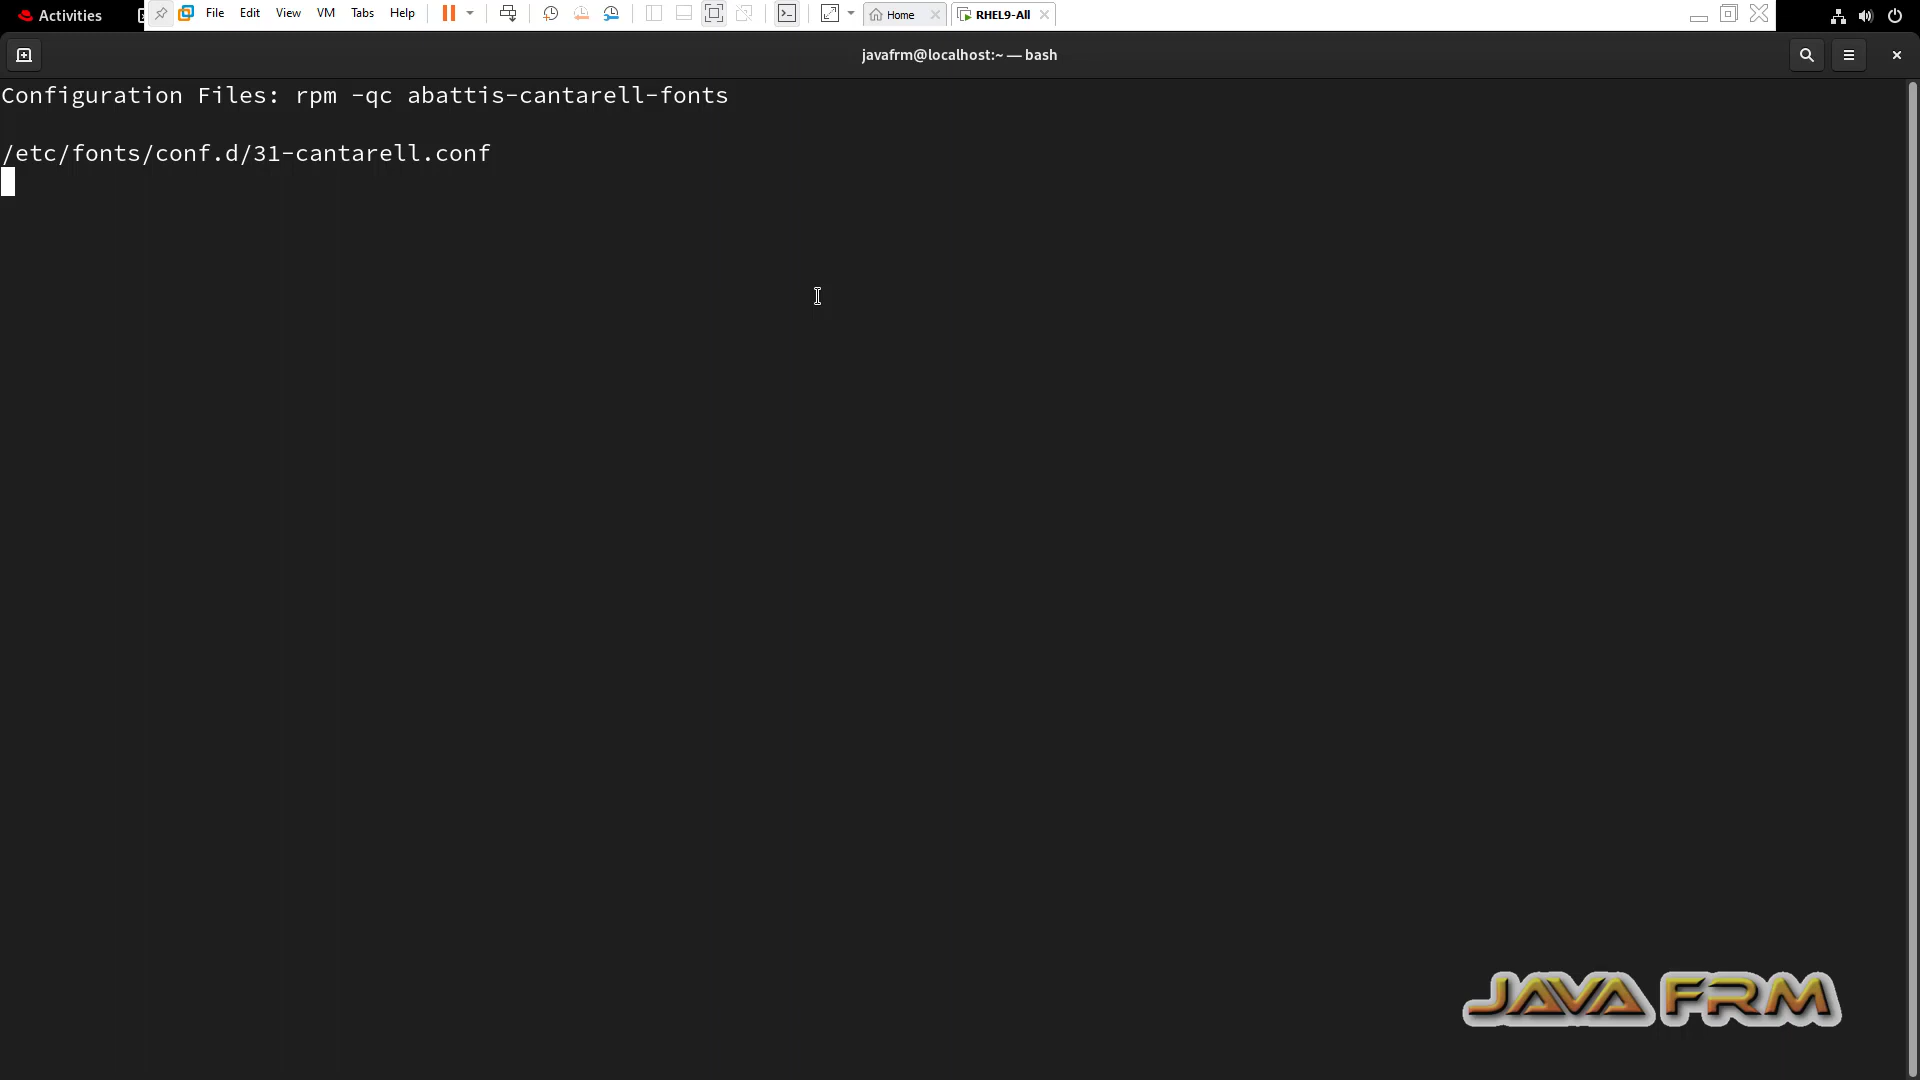 Activities
File Edit View VM Tabs Help
Home
RHEL9-All
javafrm@localhost:~ — bash
Configuration Files: rpm -qc abattis-cantarell-fonts
/etc/fonts/conf.d/31-cantarell.conf
JAVA FRM